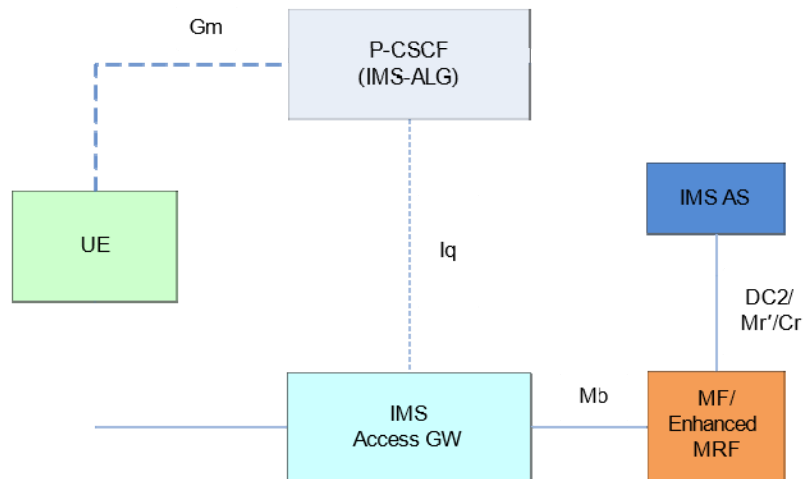 Gm
P-CSCF
(IMS-ALG)
IMS AS
UE
Iq
DC2/
Mr'/Cr
Mb
IMS
Access GW
MF/
Enhanced
MRF